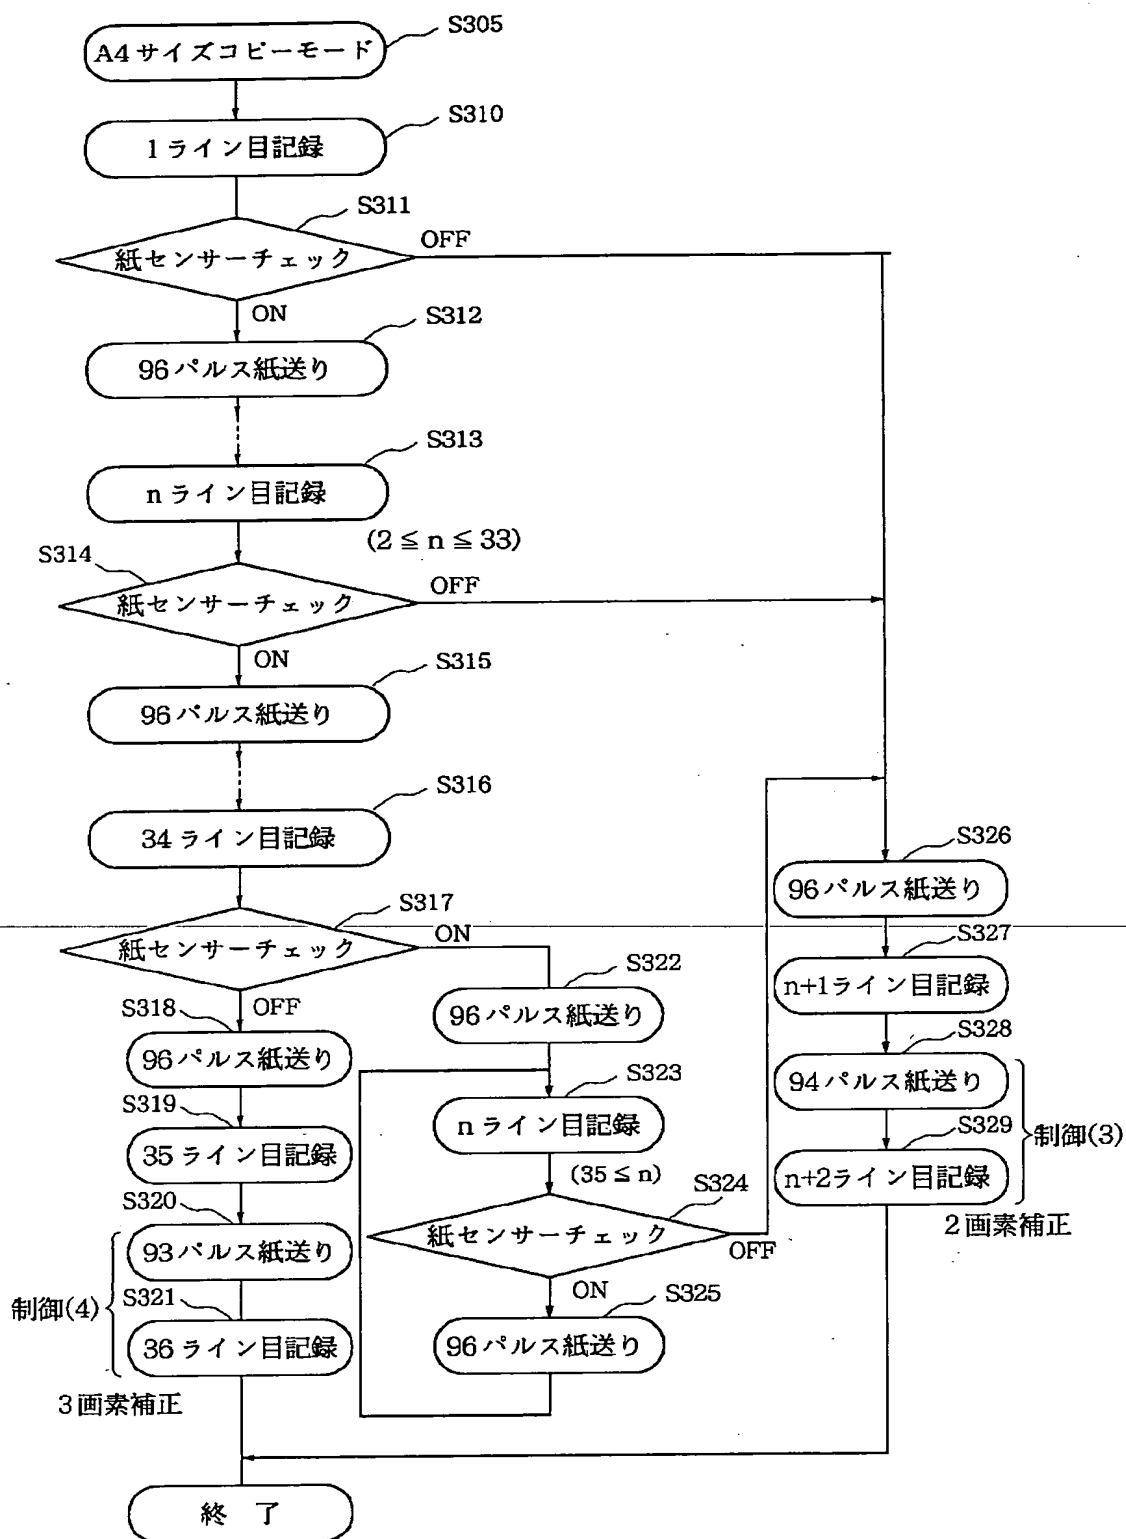 S305
A4サイズコピーモード
S310
1ライン目記録
S311
紙センサーチェック
OFF
ON
S312
96パルス紙送り
S313
nライン目記録
(2≦n≦33)
S314
紙センサーチェック
OFF
ON
S315
96パルス紙送り
S316
34ライン目記録
S317
紙センサーチェック
ON
OFF
S318
96パルス紙送り
S319
35ライン目記録
S320
93パルス紙送り
S321
36ライン目記録
制御(4)
3画素補正
S322
96パルス紙送り
S323
nライン目記録
(35≦n)
S324
紙センサーチェック
OFF
ON
S325
96パルス紙送り
S326
96パルス紙送り
S327
n+1ライン目記録
S328
94パルス紙送り
S329
n+2ライン目記録
制御(3)
2画素補正
終 了